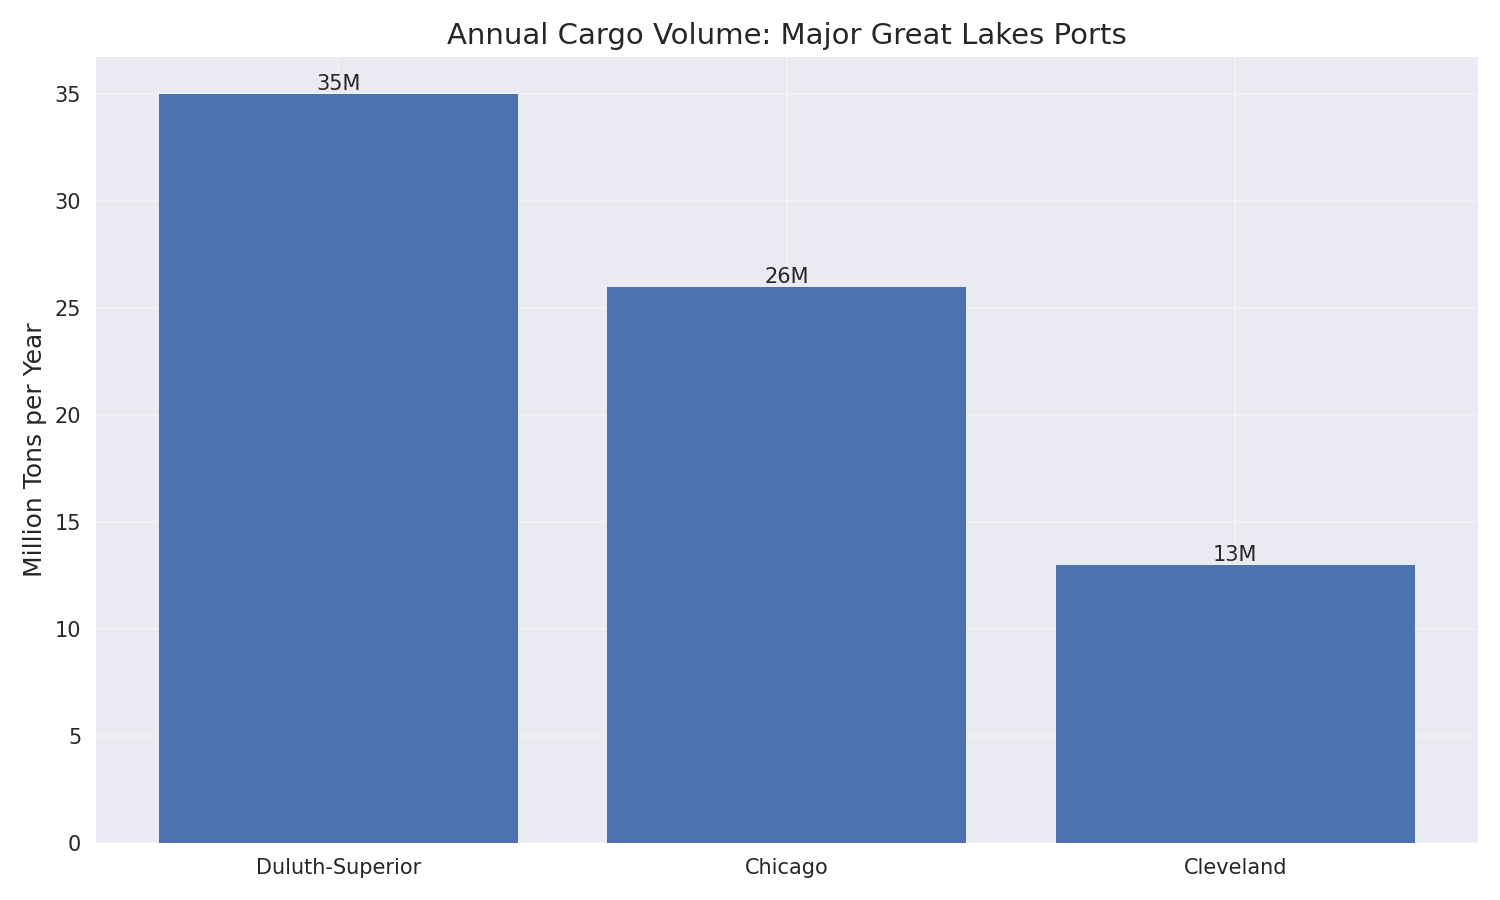 Annual Cargo Volume: Major Great Lakes Ports
Million Tons per Year
35
30
25
20
15
10
5
0
35M
26M
13M
Duluth-Superior
Chicago
Cleveland